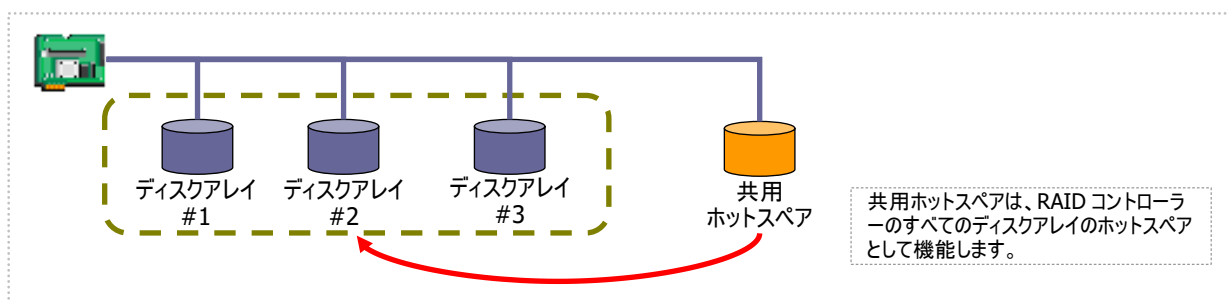 ディスクアレイ
#1
ディスクアレイ
#2
ディスクアレイ
#3
共用
ホットスペア
共用ホットスペアは、RAID コントローラ
ーのすべてのディスクアレイのホットスペア
として機能します。